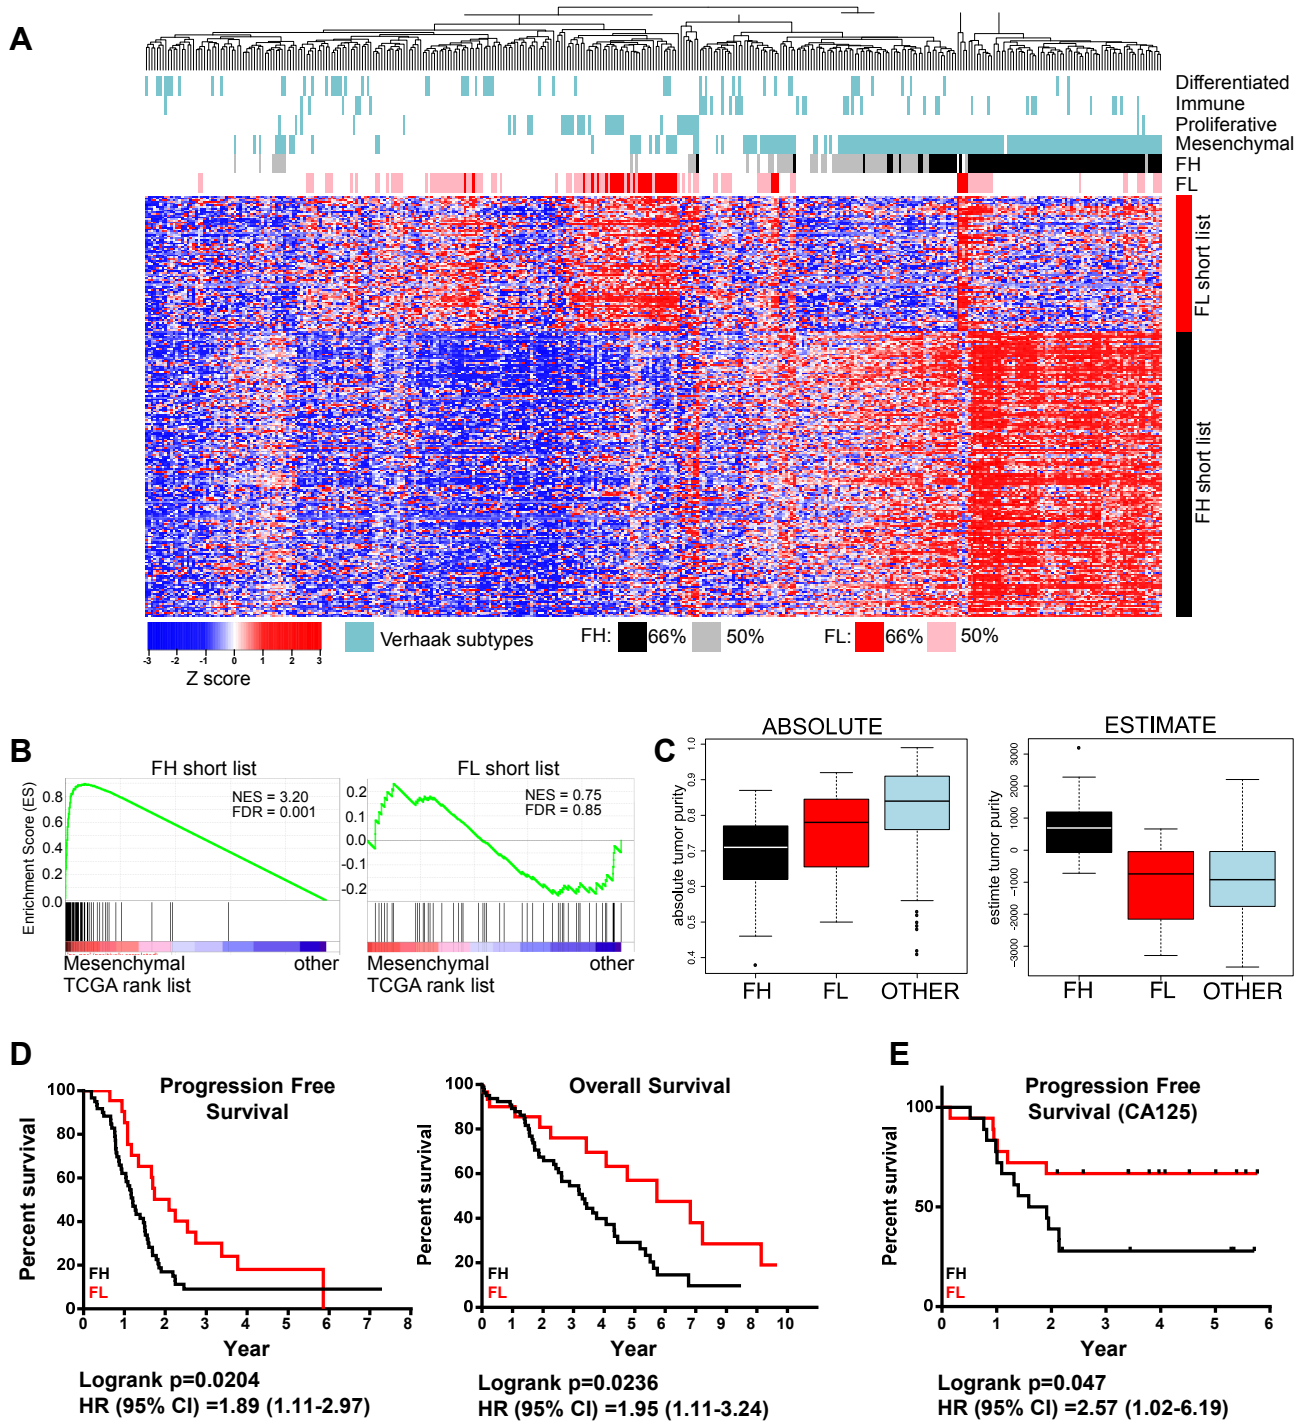 A
Differentiated
Immune
Proliferative
Mesenchymal
FH
FL
FL short list
FH short list
-3 -2 -1 0 1 2 3
Z score
Verhaak subtypes
FH: 66% 50%
FL: 66% 50%
B
FH short list
NES = 3.20
FDR = 0.001
Enrichment Score (ES)
0.8
0.6
0.4
0.2
0.0
Mesenchymal other
TCGA rank list
FL short list
NES = 0.75
FDR = 0.85
0.2
0.1
0.0
-0.1
-0.2
Mesenchymal other
TCGA rank list
C
ABSOLUTE
absolute tumor purity
1.0
0.9
0.8
0.7
0.6
0.5
0.4
FH FL OTHER
ESTIMATE
estimte tumor purity
3000
2000
1000
0
-1000
-2000
-3000
FH FL OTHER
D
Progression Free
Survival
Percent survival
100
80
60
40
20
0
FH
FL
0 1 2 3 4 5 6 7 8
Year
Logrank p=0.0204
HR (95% CI) =1.89 (1.11-2.97)
Overall Survival
Percent survival
100
80
60
40
20
0
FH
FL
0 1 2 3 4 5 6 7 8 9 10
Year
Logrank p=0.0236
HR (95% CI) =1.95 (1.11-3.24)
E
Progression Free
Survival (CA125)
Percent survival
100
50
0
FH
FL
0 1 2 3 4 5 6
Year
Logrank p=0.047
HR (95% CI) =2.57 (1.02-6.19)